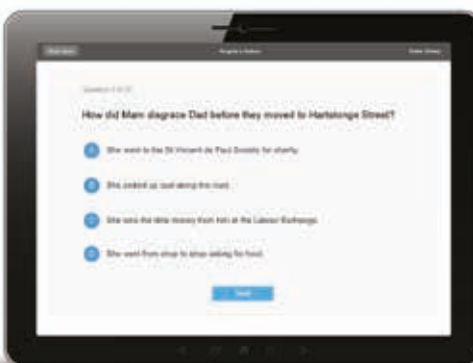 How did Mam disgrace Dad before they moved to Hartstonge Street?
A She went to the St Vincent de Paul Society for charity.
B She picked up coal along the road.
C She took the dole money from him at the Labour Exchange.
D She went from shop to shop asking for food.